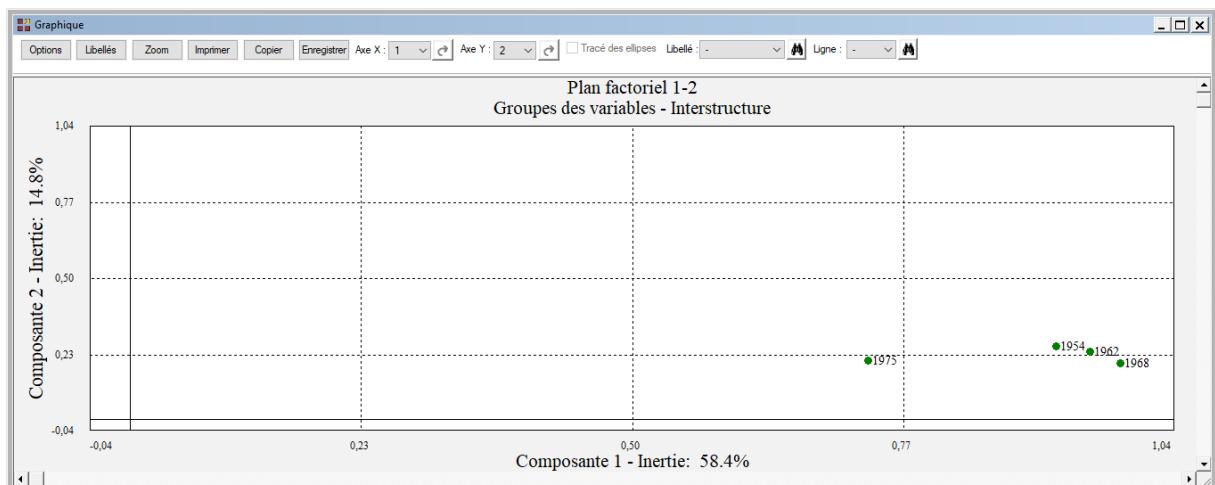 Graphique
Options Libellés Zoom Imprimer Copier Enregistrer Axe X : 1 Axe Y : 2 Tracé des ellipses Libellé : - Ligne : -
Plan factoriel 1-2
Groupes des variables - Interstructure
1,04
0,77
0,50
0,23
-0,04
Composante 2 - Inertie: 14.8%
1954
1962
1975
1968
-0,04 0,23 0,50 0,77 1,04
Composante 1 - Inertie: 58.4%